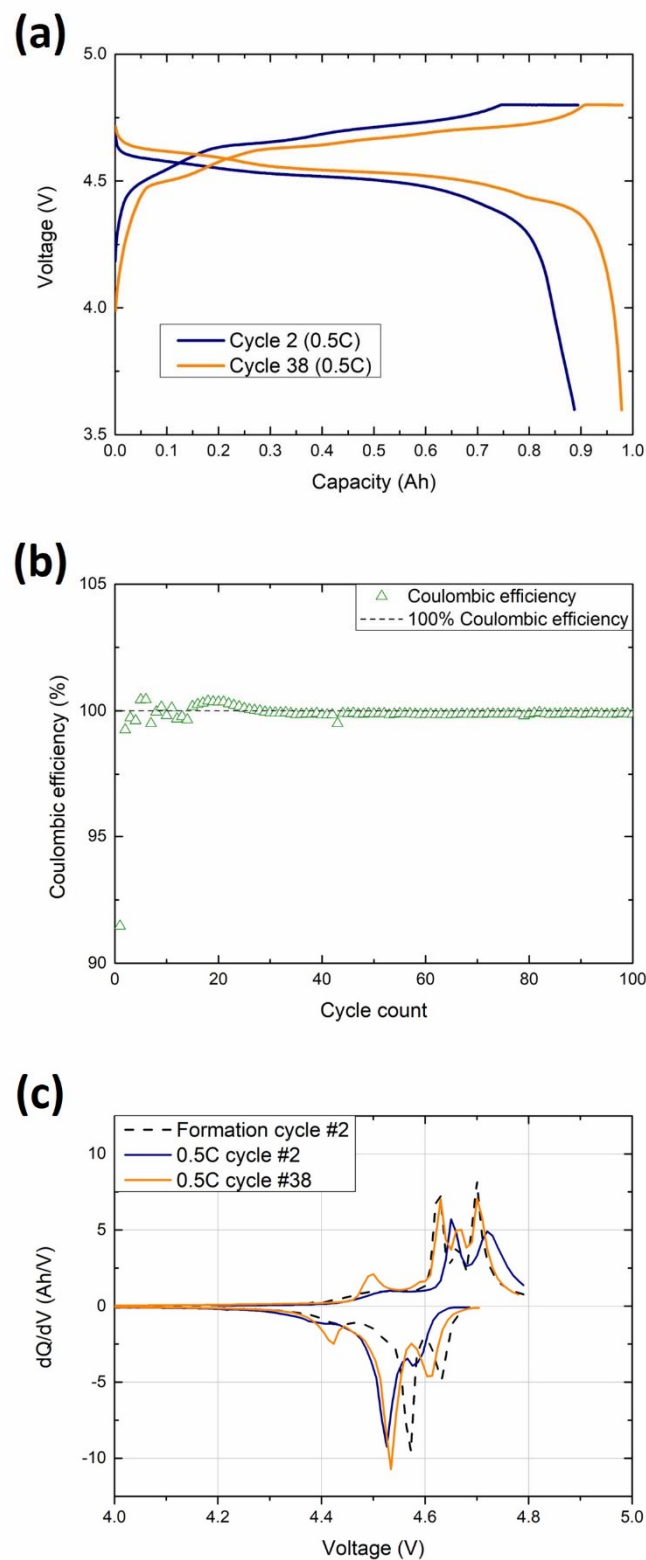 (a)
5.0
4.5
4.0
3.5
Voltage (V)
Cycle 2 (0.5C)
Cycle 38 (0.5C)
0.0 0.1 0.2 0.3 0.4 0.5 0.6 0.7 0.8 0.9 1.0
Capacity (Ah)
(b)
105
100
95
90
Coulombic efficiency (%)
Coulombic efficiency
100% Coulombic efficiency
0 20 40 60 80 100
Cycle count
(c)
10
5
0
-5
-10
dQ/dV (Ah/V)
Formation cycle #2
0.5C cycle #2
0.5C cycle #38
4.0 4.2 4.4 4.6 4.8 5.0
Voltage (V)